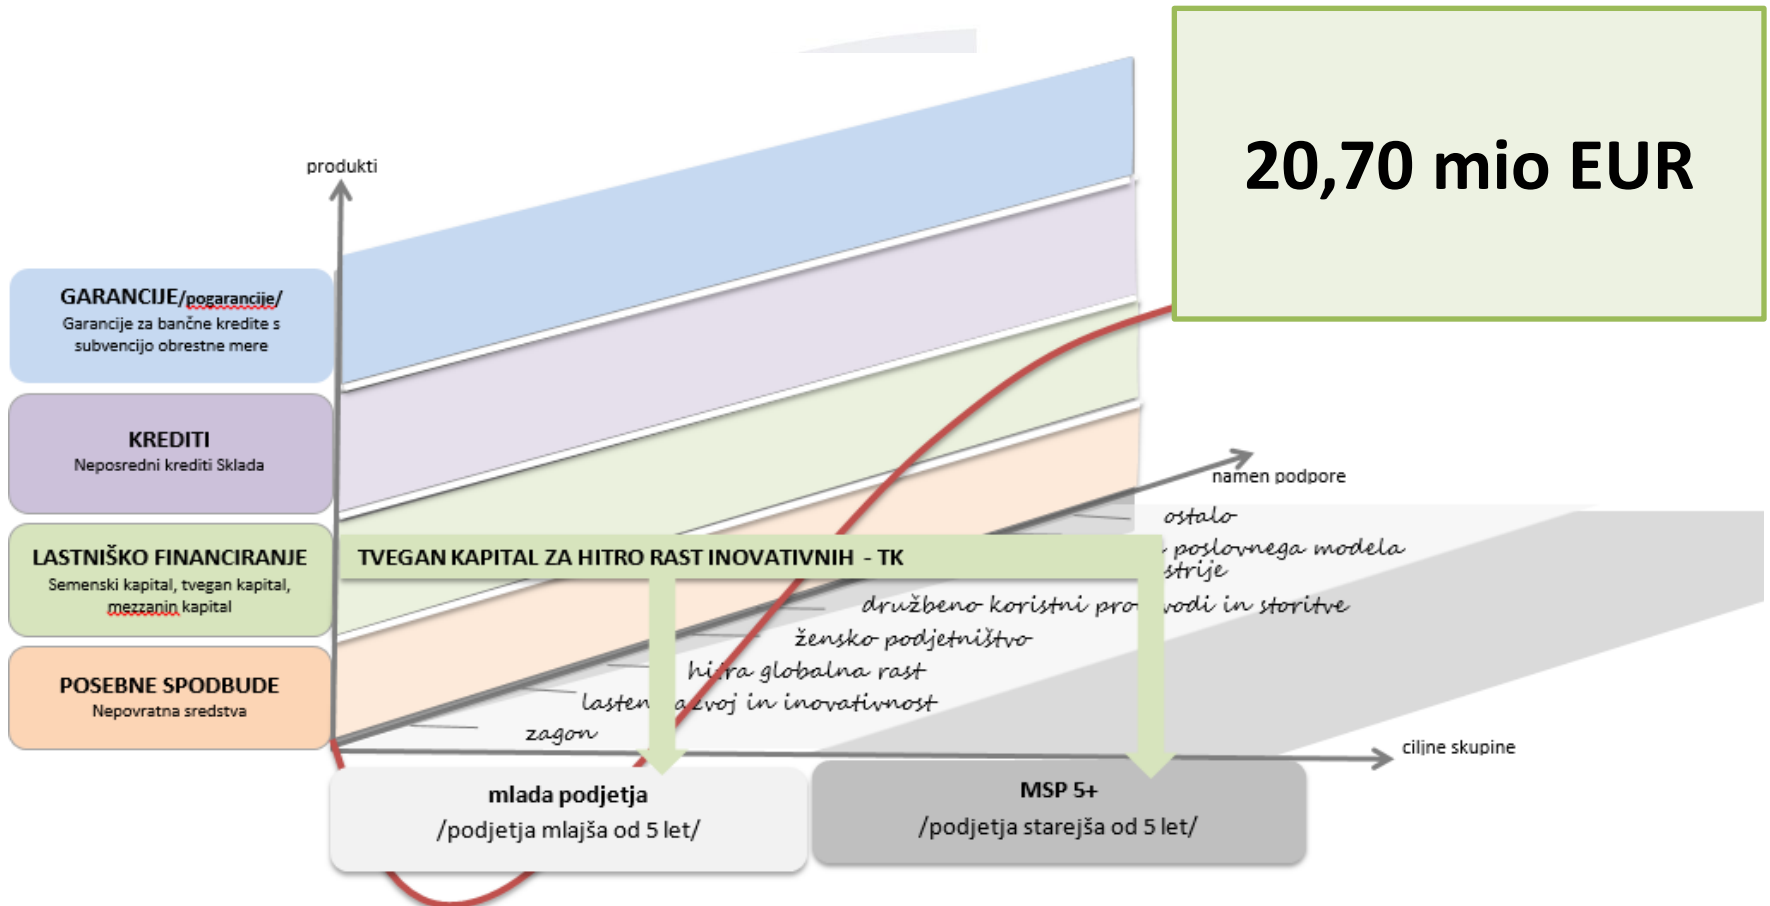 20,70 mio EUR
produkti
GARANCIJE/pogarancije/
Garancije za bančne kredite s
subvencijo obrestne mere
KREDITI
Neposredni krediti Sklada
LASTNIŠKO FINANCIRANJE
Semenski kapital, tvegan kapital,
mezzanin kapital
POSEBNE SPODBUDE
Nepovratna sredstva
TVEGAN KAPITAL ZA HITRO RAST INOVATIVNIH - TK
namen podpore
ostalo
poslovnega modela
strije
družbeno koristni proizvodi in storitve
žensko podjetništvo
hitra globalna rast
lasten razvoj in inovativnost
zagon
ciljne skupine
mlada podjetja
/podjetja mlajša od 5 let/
MSP 5+
/podjetja starejša od 5 let/